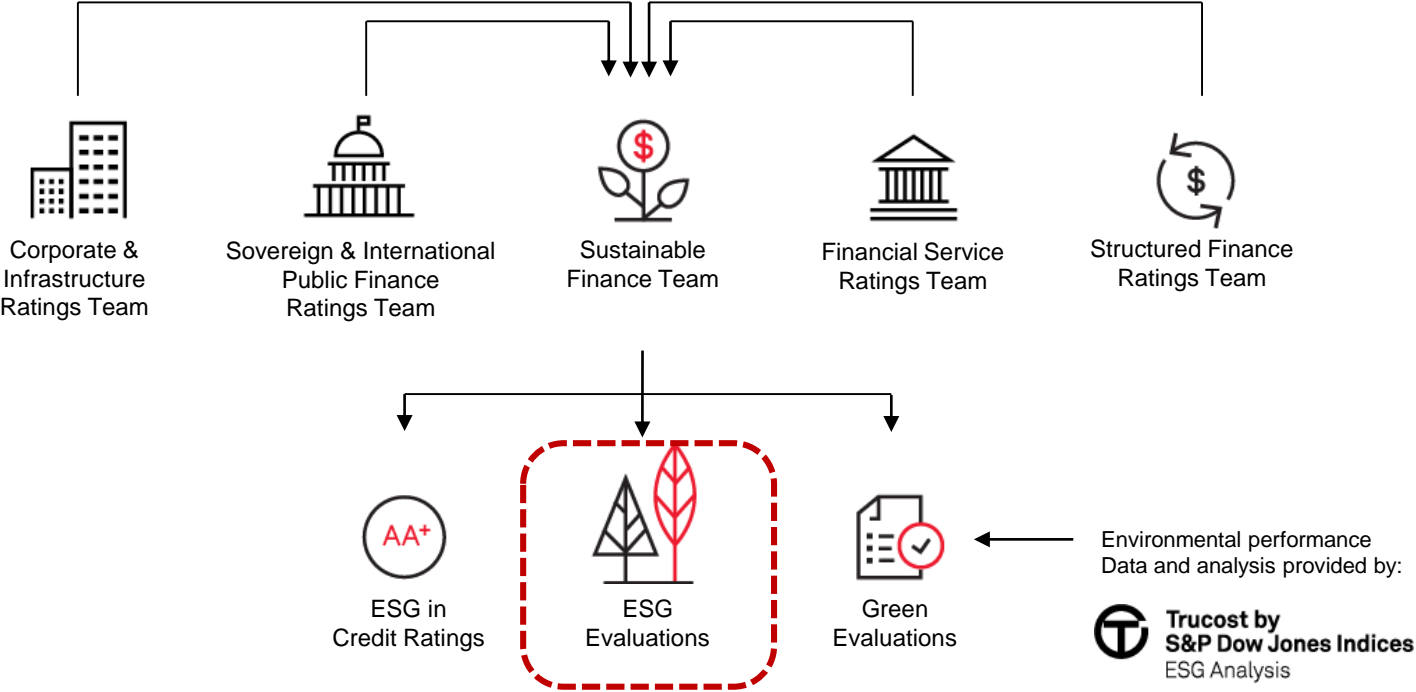 $
$
Corporate &
Infrastructure
Ratings Team
Sovereign & International
Public Finance
Ratings Team
Sustainable
Finance Team
Financial Service
Ratings Team
Structured Finance
Ratings Team
AA+
ESG in
Credit Ratings
ESG
Evaluations
Green
Evaluations
Environmental performance
Data and analysis provided by:
T
Trucost by
S&P Dow Jones Indices
ESG Analysis